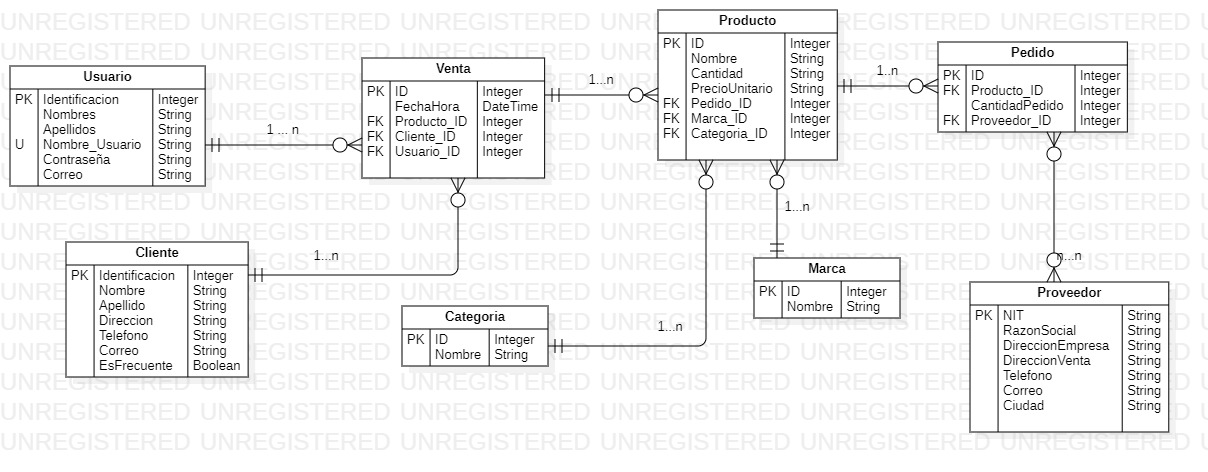 Usuario
PK Identificacion Integer
Nombres String
Apellidos String
U Nombre_Usuario String
Contraseña String
Correo String
1 ... n
Venta
PK ID Integer
FechaHora DateTime
FK Producto_ID Integer
FK Cliente_ID Integer
FK Usuario_ID Integer
1...n
Producto
PK ID Integer
Nombre String
Cantidad String
PrecioUnitario String
FK Pedido_ID Integer
FK Marca_ID Integer
FK Categoria_ID Integer
1..n
Pedido
PK ID Integer
FK Producto_ID Integer
CantidadPedido Integer
FK Proveedor_ID Integer
Cliente
PK Identificacion Integer
Nombre String
Apellido String
Direccion String
Telefono String
Correo String
EsFrecuente Boolean
1...n
Categoria
PK ID Integer
Nombre String
1...n
1...n
Marca
PK ID Integer
Nombre String
n...n
Proveedor
PK NIT String
RazonSocial String
DireccionEmpresa String
DireccionVenta String
Telefono String
Correo String
Ciudad String
UNREGISTERED